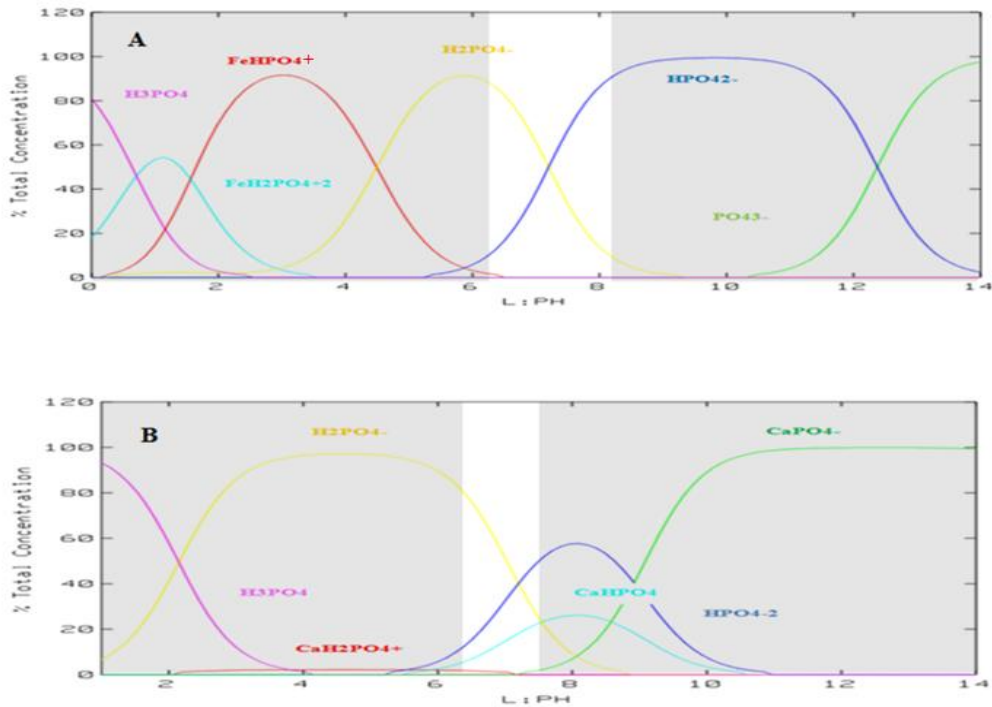 120
A
FeHPO4+
H2PO4-
100
H3PO4
HPO42-
80
60
FeH2PO4+2
40
PO43-
20
0
0 2 4 6 8 10 12 14
% Total Concentration
L:PH
120
B
H2PO4-
CaPO4-
100
80
60
40
H3PO4
CaHPO4
HPO4-2
20
CaH2PO4+
0
2 4 6 8 10 12 14
% Total Concentration
L:PH